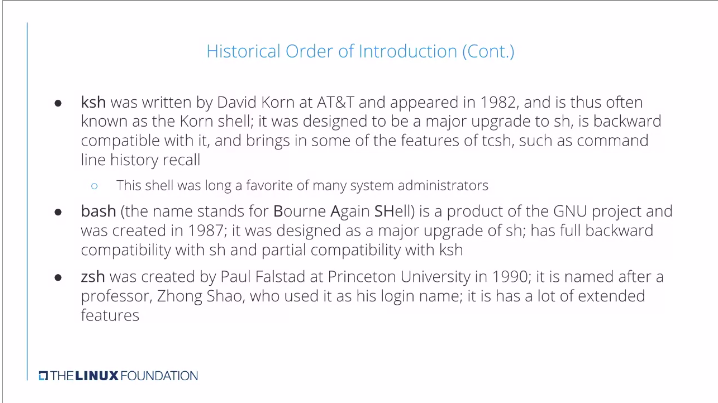 Historical Order of Introduction (Cont.)
● ksh was written by David Korn at AT&T and appeared in 1982, and is thus often
known as the Korn shell; it was designed to be a major upgrade to sh, is backward
compatible with it, and brings in some of the features of tcsh, such as command
line history recall
○ This shell was long a favorite of many system administrators
● bash (the name stands for Bourne Again SHell) is a product of the GNU project and
was created in 1987; it was designed as a major upgrade of sh; has full backward
compatibility with sh and partial compatibility with ksh
● zsh was created by Paul Falstad at Princeton University in 1990; it is named after a
professor, Zhong Shao, who used it as his login name; it is has a lot of extended
features
THE LINUX FOUNDATION